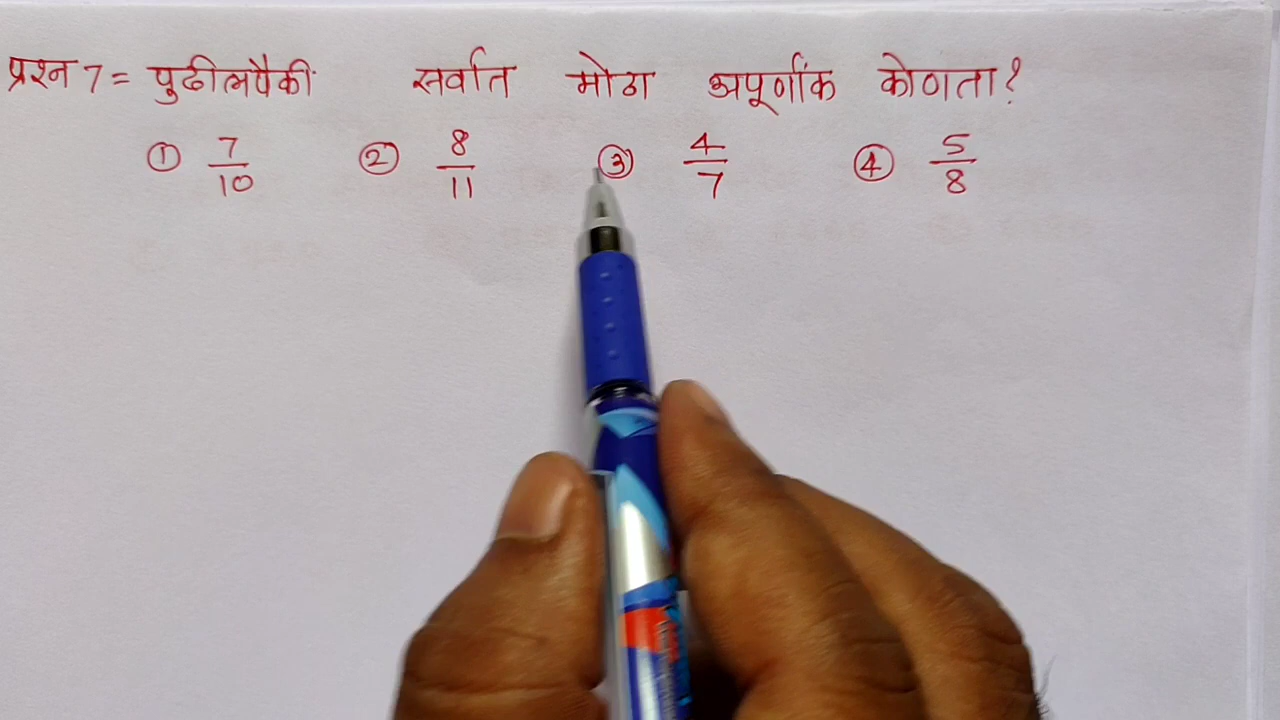 प्रश्न 7 = पुढीलपैकी सर्वात मोठा अपूर्णांक कोणता?
① 7/10 ② 8/11 ③ 4/7 ④ 5/8